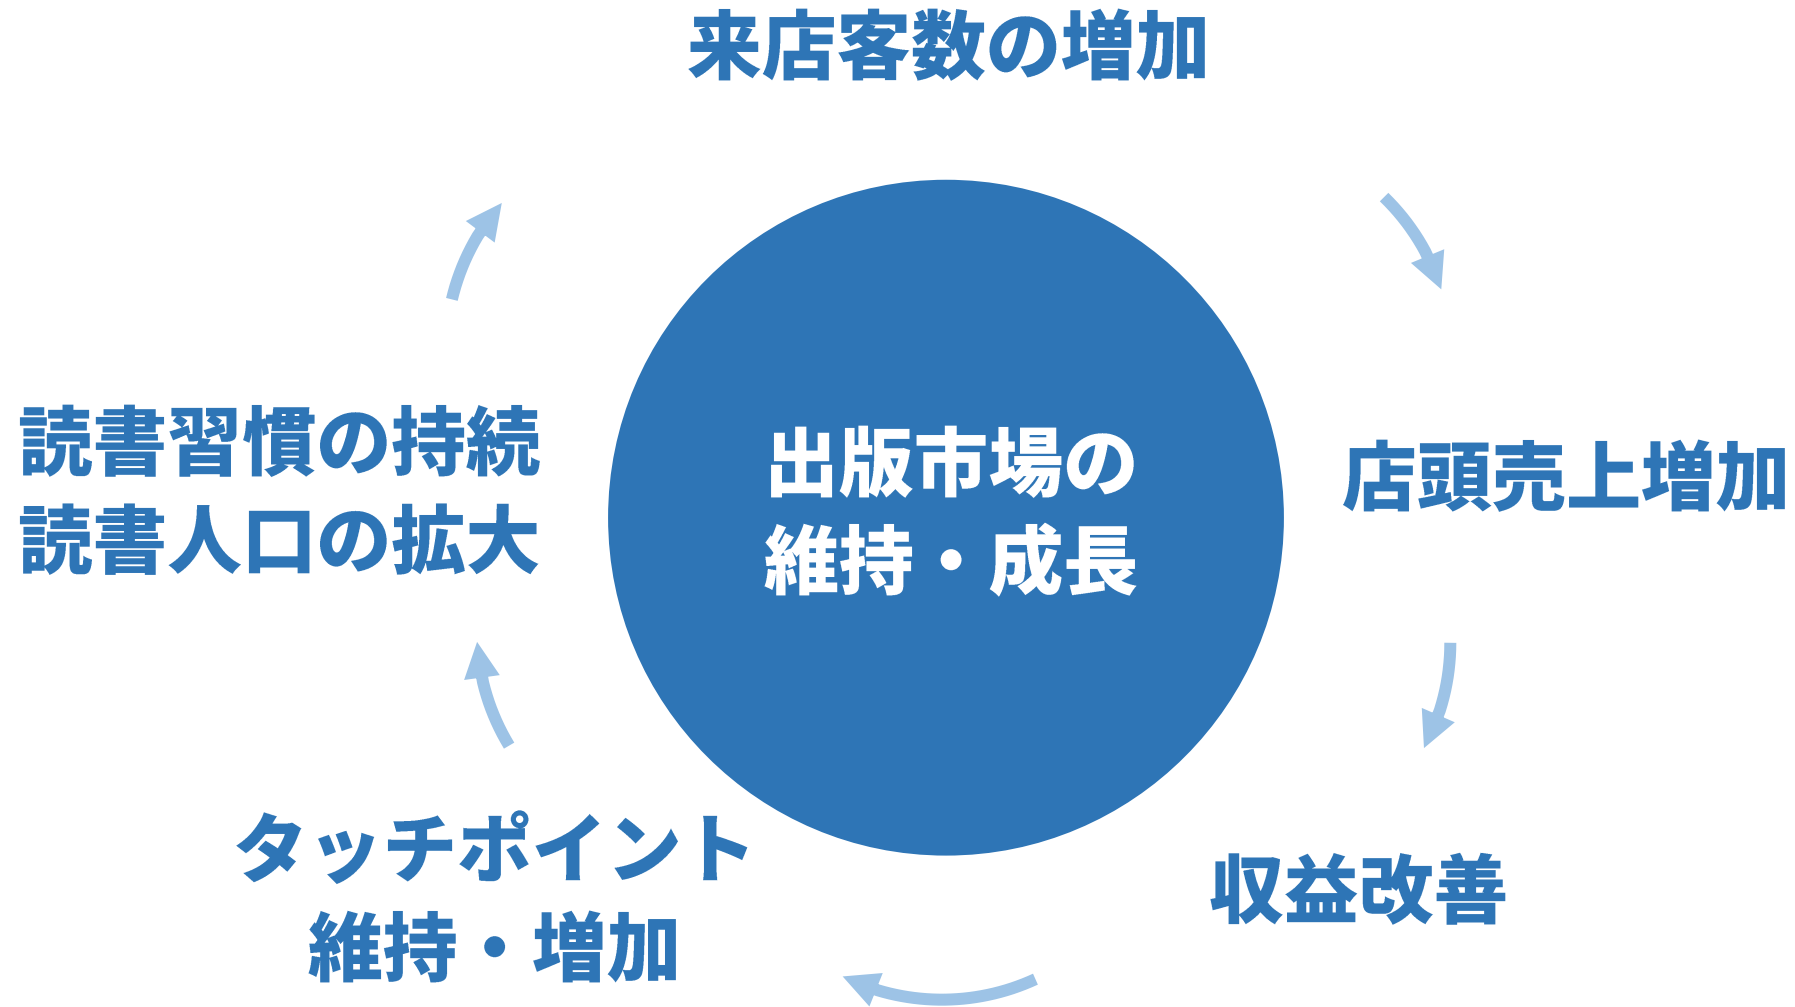 来店客数の増加
店頭売上増加
収益改善
タッチポイント
維持・増加
読書習慣の持続
読書人口の拡大
出版市場の
維持・成長